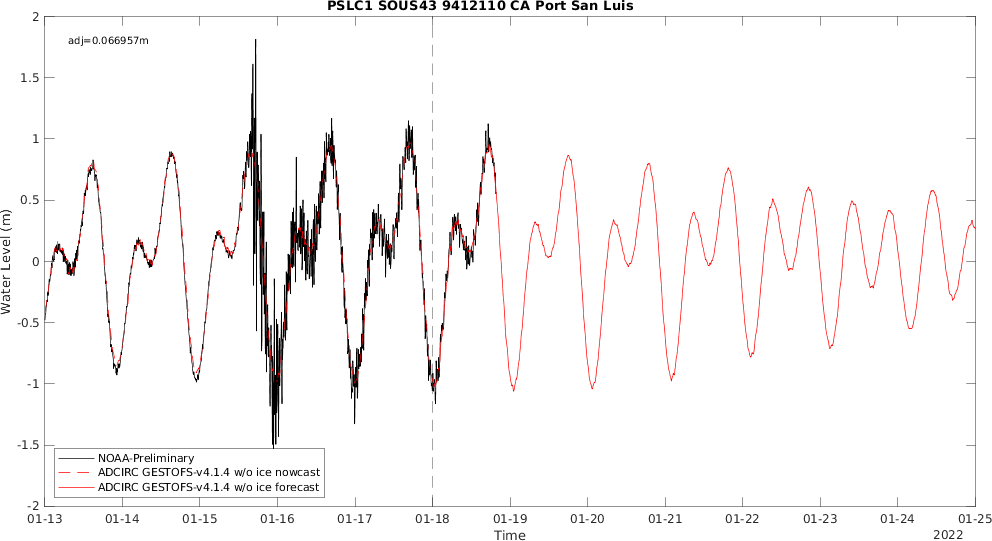 PSLC1 SOUS43 9412110 CA Port San Luis
adj=0.066957m
Water Level (m)
2
1.5
1
0.5
0
-0.5
-1
-1.5
-2
NOAA-Preliminary
ADCIRC GESTOFS-v4.1.4 w/o ice nowcast
ADCIRC GESTOFS-v4.1.4 w/o ice forecast
01-13 01-14 01-15 01-16 01-17 01-18 01-19 01-20 01-21 01-22 01-23 01-24 01-25
Time
2022